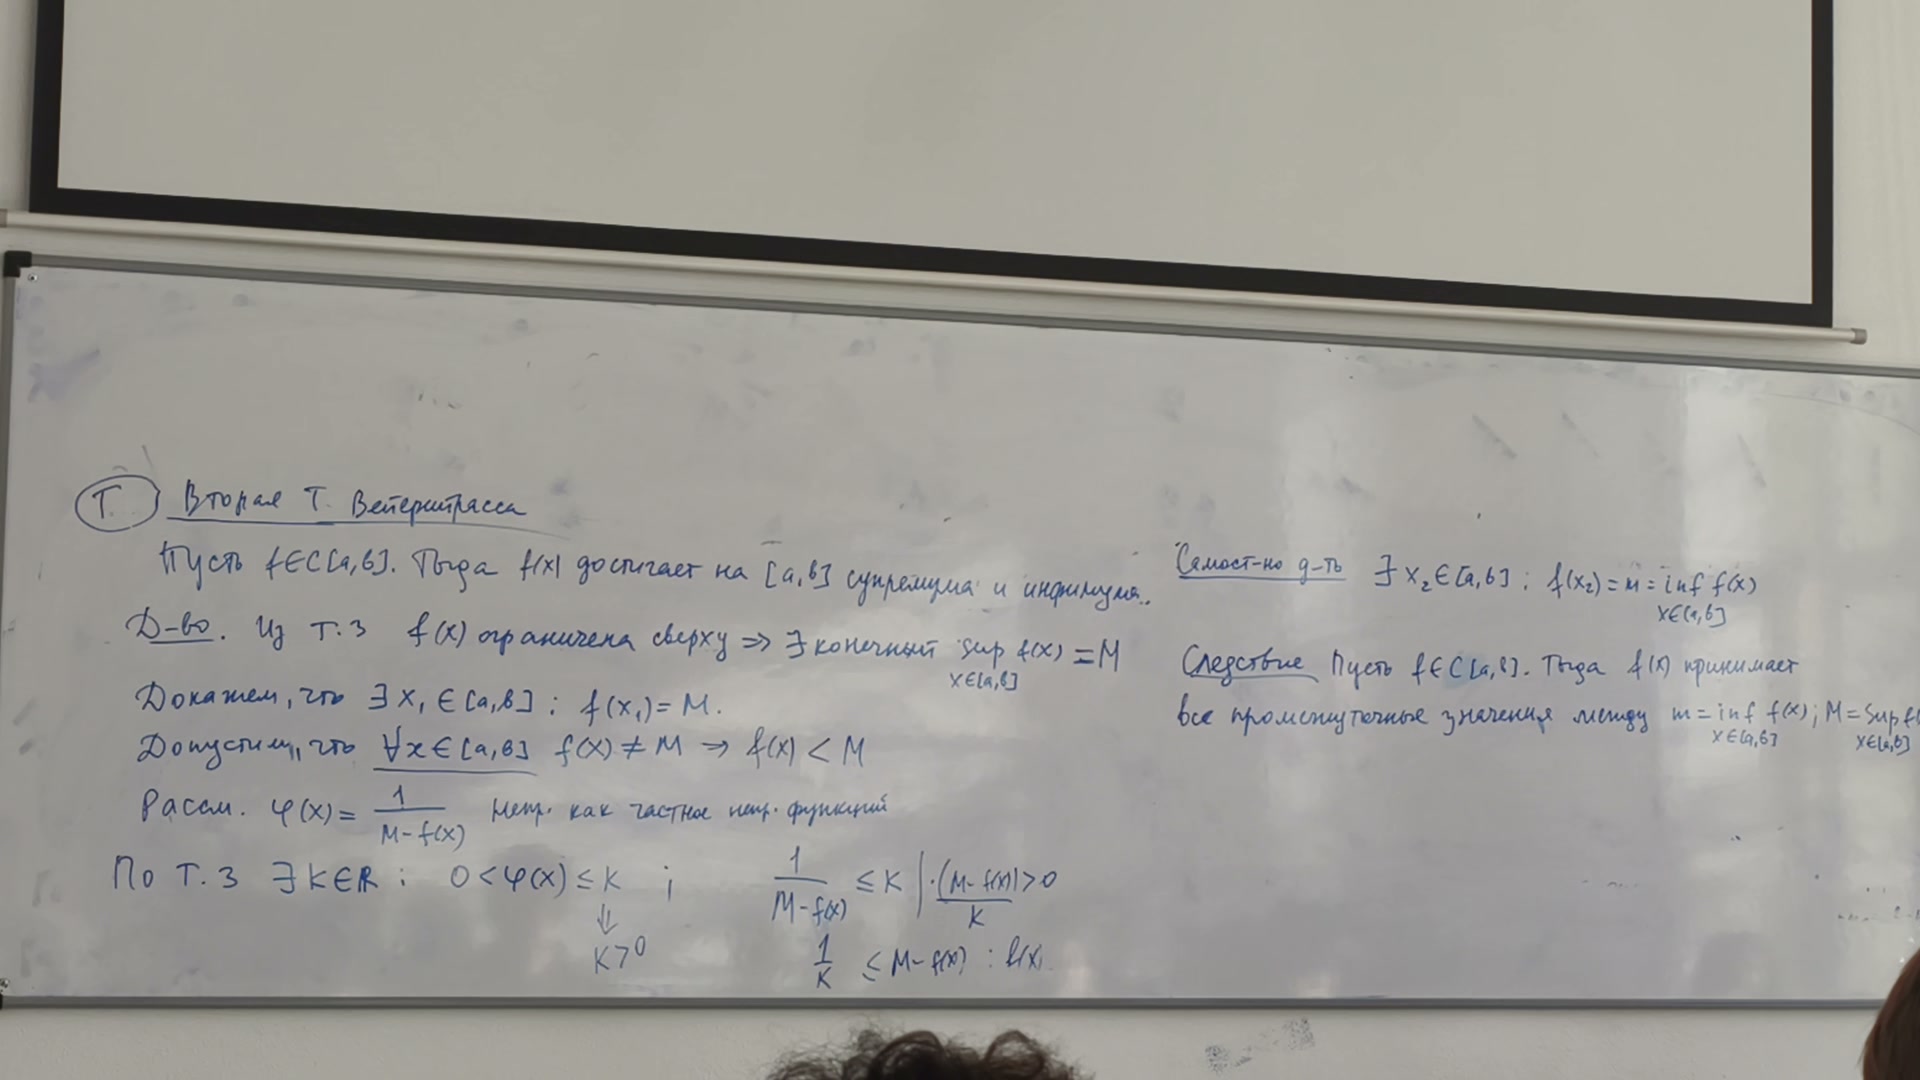 Т Вторая Т. Вейерштрасса
Пусть f∈C[a,b]. Тогда f(x) достигает на [a,b] супремума и инфимума.
Д-во. Из Т.3 f(x) ограничена сверху ⇒ ∃ конечный sup f(x) = M
x∈[a,b]
Докажем, что ∃ x₁ ∈ [a,b] : f(x₁) = M.
Допустим, что ∀x∈[a,b] f(x) ≠ M ⇒ f(x) < M
Рассм. φ(x) = 1/(M-f(x)) непр. как частное непр. функций
По Т.3 ∃ K∈R : 0 < φ(x) ≤ K ; 1/(M-f(x)) ≤ K | · (M-f(x))/K > 0
⇓
K > 0
1/K ≤ M-f(x) : f(x)
Самост-но д-ть ∃ x₂∈[a,b] : f(x₂) = m = inf f(x)
x∈[a,b]
Следствие Пусть f∈C[a,b]. Тогда f(x) принимает
все промежуточные значения между m = inf f(x) ; M = sup f(
x∈[a,b] x∈[a,b]